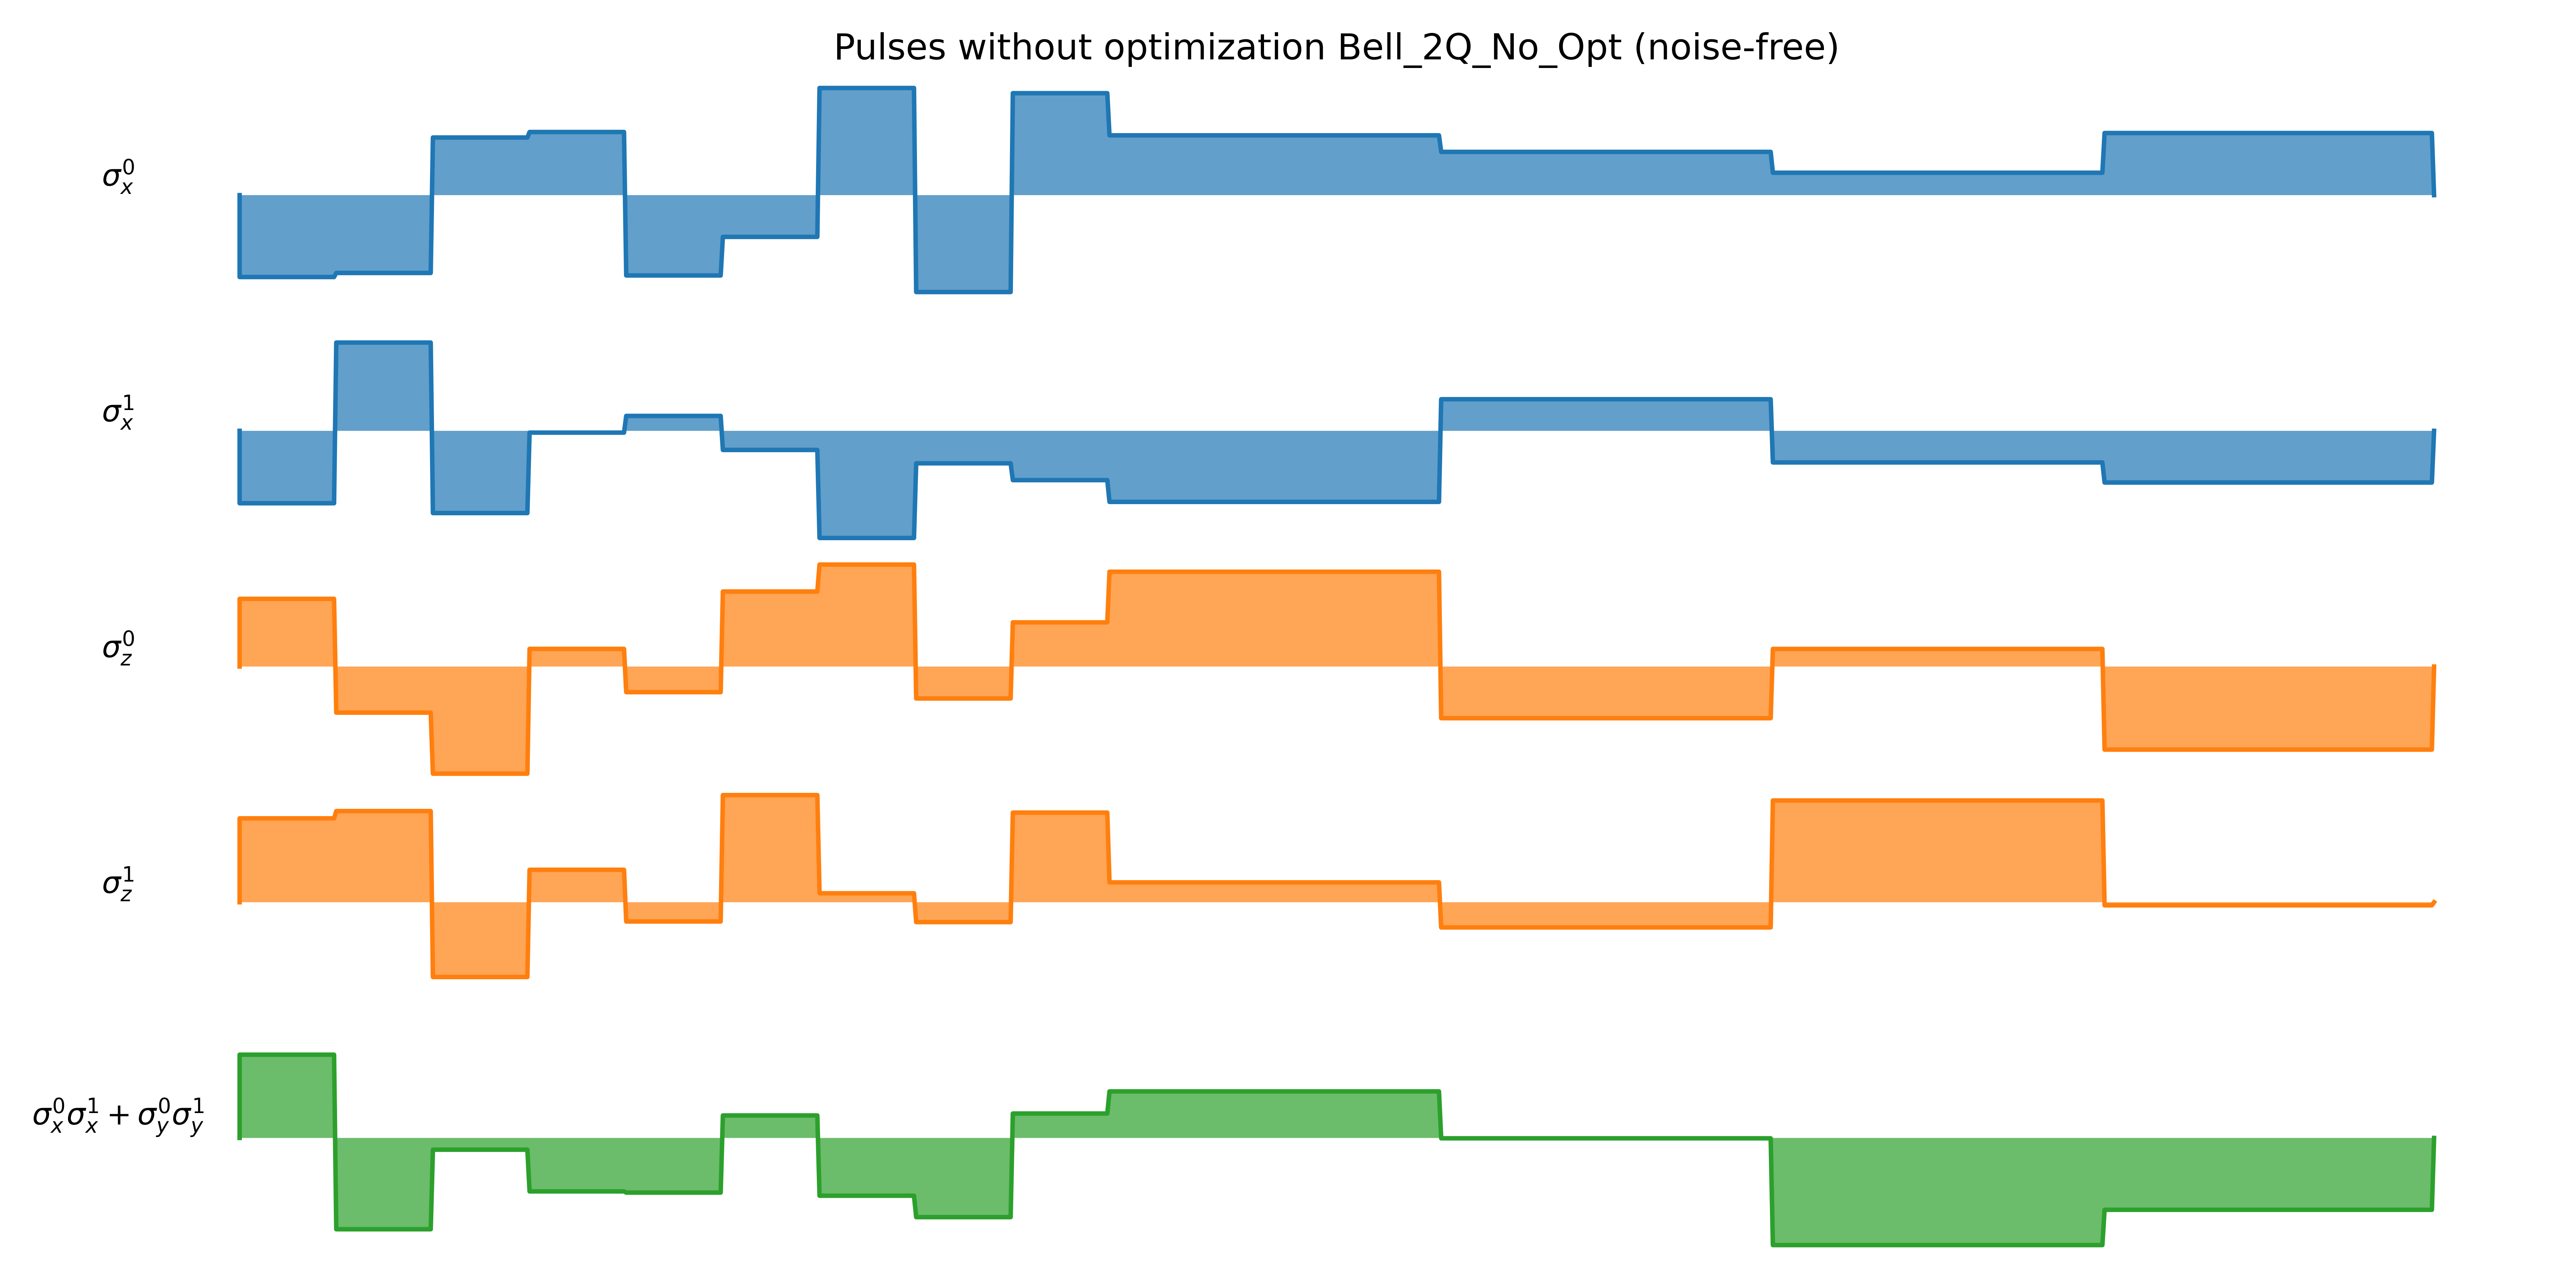 Pulses without optimization Bell_2Q_No_Opt (noise-free)
σ_x^0
σ_x^1
σ_z^0
σ_z^1
σ_x^0σ_x^1 + σ_y^0σ_y^1